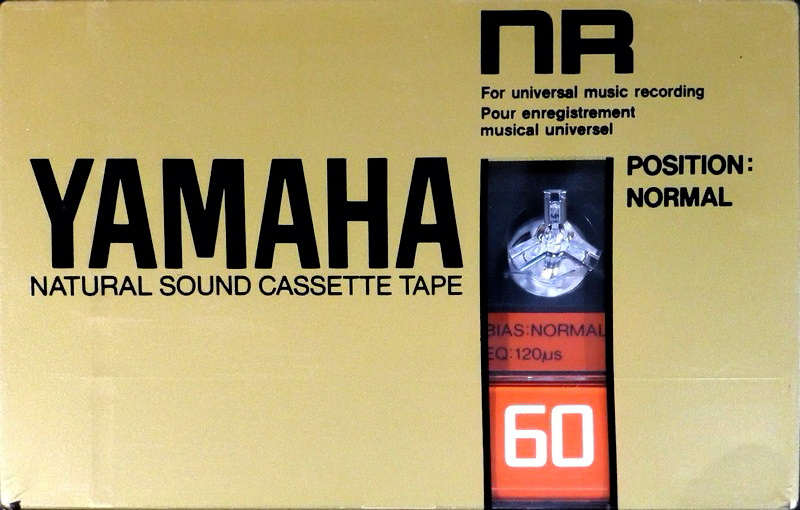 nR
For universal music recording
Pour enregistrement
musical universel
YAMAHA
NATURAL SOUND CASSETTE TAPE
POSITION:
NORMAL
BIAS:NORMAL
EQ:120µs
60